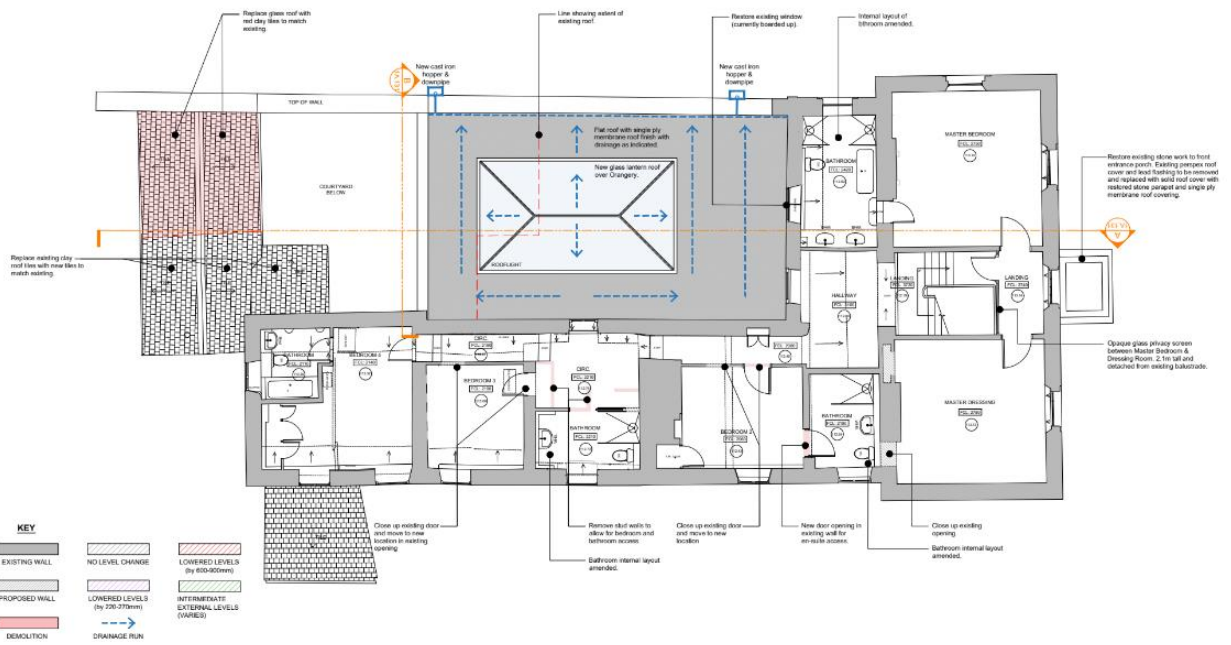 Replace glass roof with
red clay tiles to match
existing.
Line showing extent of
existing roof.
Restore existing window
(currently boarded up).
Internal layout of
bthroom amended.
New cast iron
hopper &
downpipe
New cast iron
hopper &
downpipe
TOP OF WALL
Flat roof with single ply
membrane roof finish with
drainage as indicated.
New glass lantern roof
over Orangery.
COURTYARD
BELOW
ROOFLIGHT
BATHROOM
MASTER BEDROOM
Restore existing stone work to front
entrance porch. Existing perspex roof
cover and lead flashing to be removed
and replaced with solid roof cover with
restored stone parapet and single ply
membrane roof covering.
Replace existing clay
roof tiles with new tiles to
match existing.
HALLWAY
LANDING
LANDING
Opaque glass privacy screen
between Master Bedroom &
Dressing Room. 2.1m tall and
detached from existing balustrade.
BATHROOM
BEDROOM 4
CIRC.
BEDROOM 3
CIRC.
BATHROOM
BEDROOM 2
BATHROOM
MASTER DRESSING
Close up existing door
and move to new
location in existing
opening
Remove stud walls to
allow for bedroom and
bathroom access
Bathroom internal layout
amended.
Close up existing door
and move to new
location
New door opening in
existing wall for
en-suite access.
Close up existing
opening
Bathroom internal layout
amended.
KEY
EXISTING WALL
NO LEVEL CHANGE
LOWERED LEVELS
(by 600-900mm)
PROPOSED WALL
LOWERED LEVELS
(by 220-270mm)
INTERMEDIATE
EXTERNAL LEVELS
(VARIES)
DEMOLITION
DRAINAGE RUN